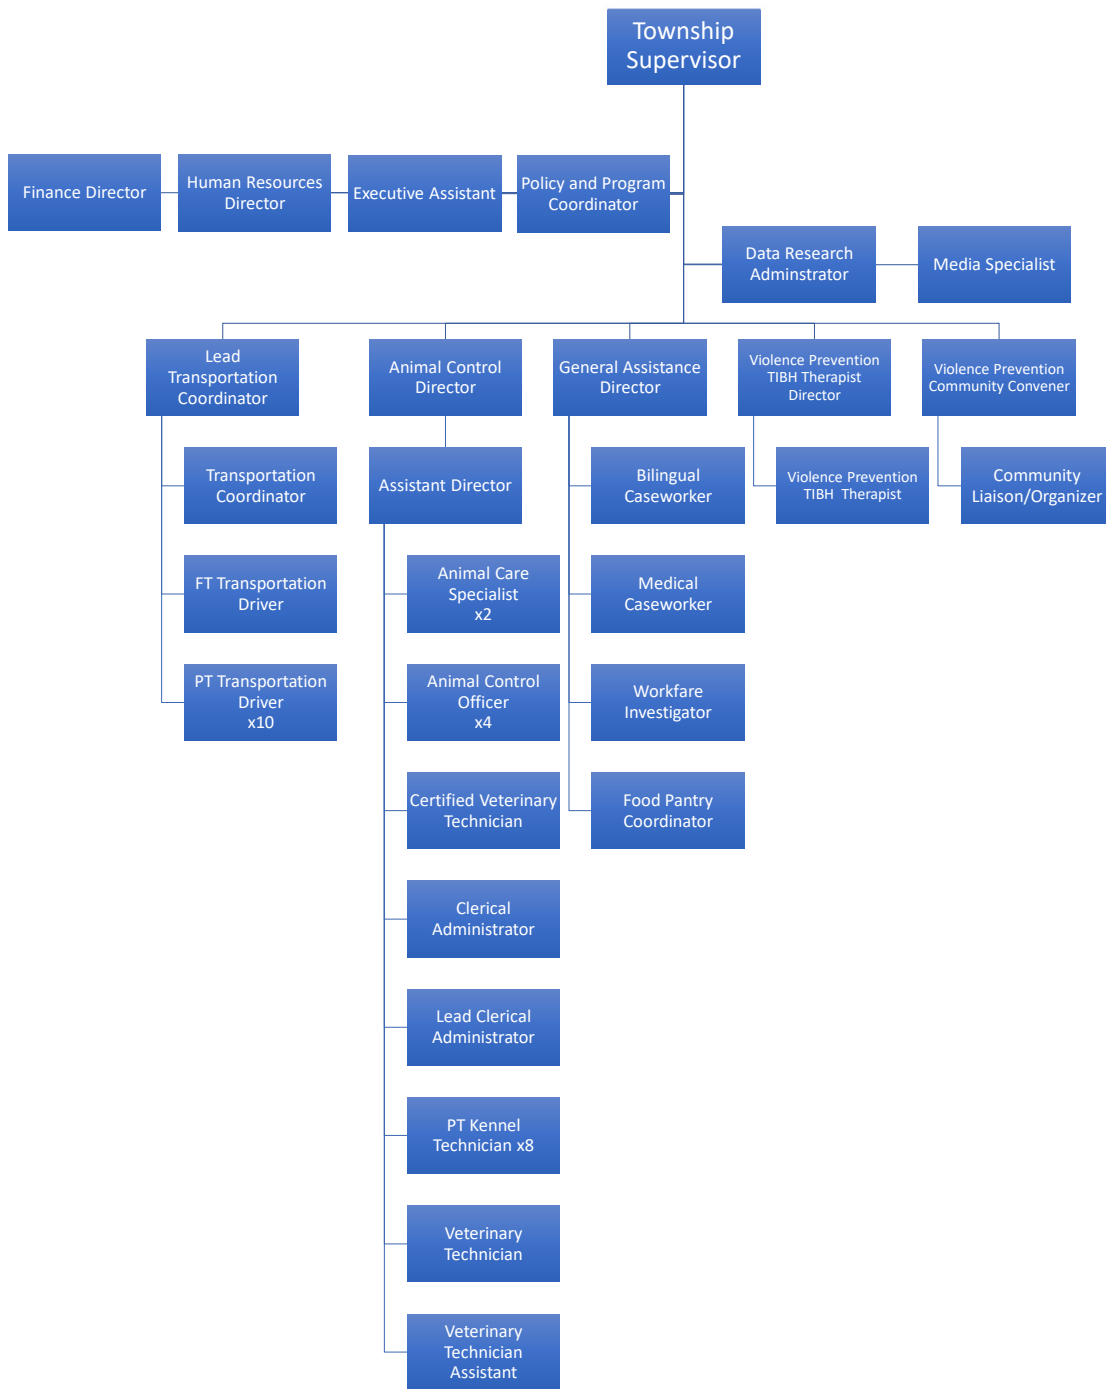 Township
Supervisor
Finance Director
Human Resources
Director
Executive Assistant
Policy and Program
Coordinator
Data Research
Adminstrator
Media Specialist
Lead
Transportation
Coordinator
Animal Control
Director
General Assistance
Director
Violence Prevention
TIBH Therapist
Director
Violence Prevention
Community Convener
Transportation
Coordinator
Assistant Director
Bilingual
Caseworker
Violence Prevention
TIBH Therapist
Community
Liaison/Organizer
FT Transportation
Driver
Animal Care
Specialist
x2
Medical
Caseworker
PT Transportation
Driver
x10
Animal Control
Officer
x4
Workfare
Investigator
Certified Veterinary
Technician
Food Pantry
Coordinator
Clerical
Administrator
Lead Clerical
Administrator
PT Kennel
Technician x8
Veterinary
Technician
Veterinary
Technician
Assistant